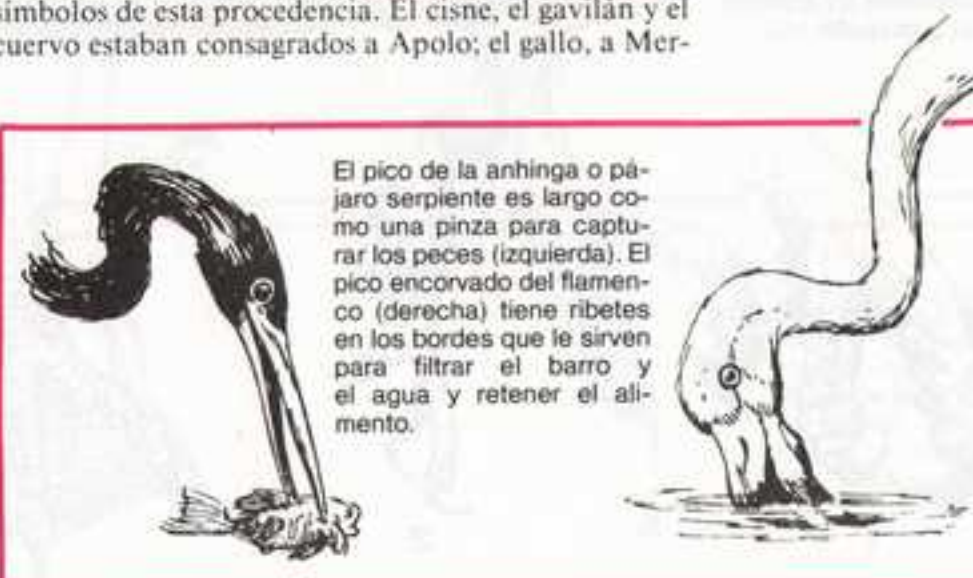 símbolos de esta procedencia. El cisne, el gavilán y el
cuervo estaban consagrados a Apolo; el gallo, a Mer-
El pico de la anhinga o pá-
jaro serpiente es largo co-
mo una pinza para captu-
rar los peces (izquierda). El
pico encorvado del flamen-
co (derecha) tiene ribetes
en los bordes que le sirven
para filtrar el barro y
el agua y retener el ali-
mento.